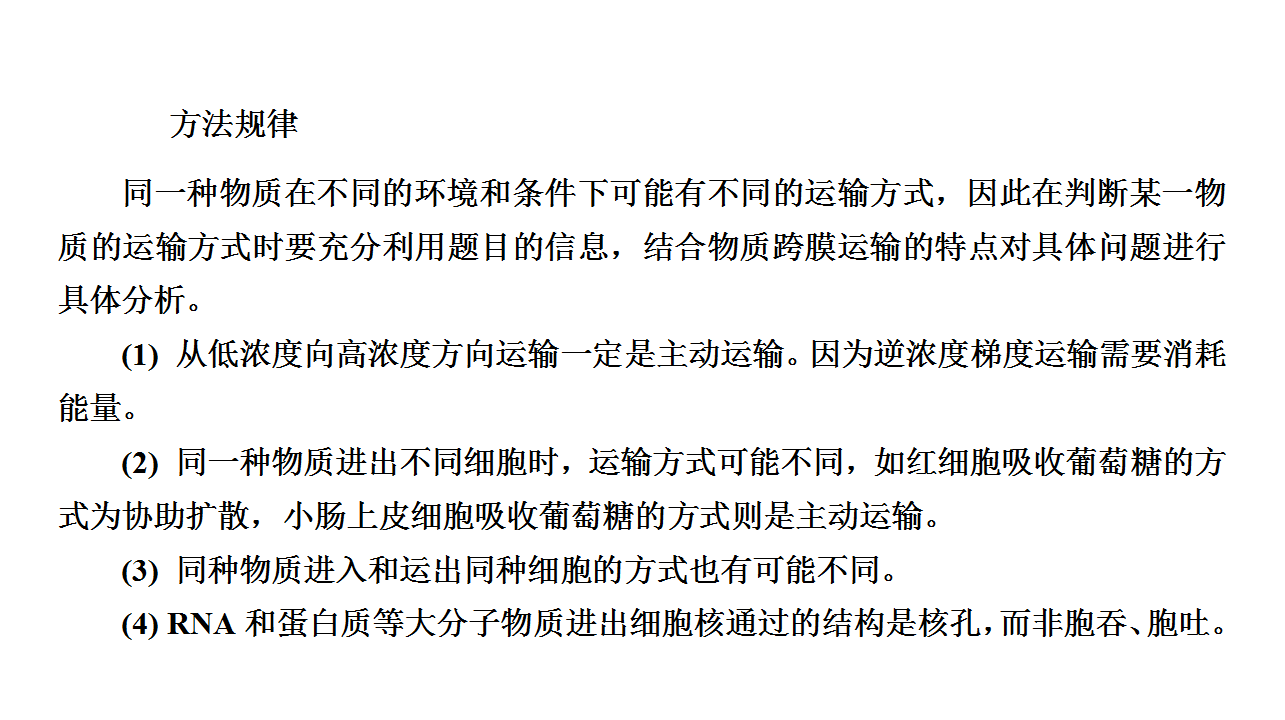 方法规律
同一种物质在不同的环境和条件下可能有不同的运输方式，因此在判断某一物
质的运输方式时要充分利用题目的信息，结合物质跨膜运输的特点对具体问题进行
具体分析。
(1) 从低浓度向高浓度方向运输一定是主动运输。因为逆浓度梯度运输需要消耗
能量。
(2) 同一种物质进出不同细胞时，运输方式可能不同，如红细胞吸收葡萄糖的方
式为协助扩散，小肠上皮细胞吸收葡萄糖的方式则是主动运输。
(3) 同种物质进入和运出同种细胞的方式也有可能不同。
(4) RNA 和蛋白质等大分子物质进出细胞核通过的结构是核孔，而非胞吞、胞吐。